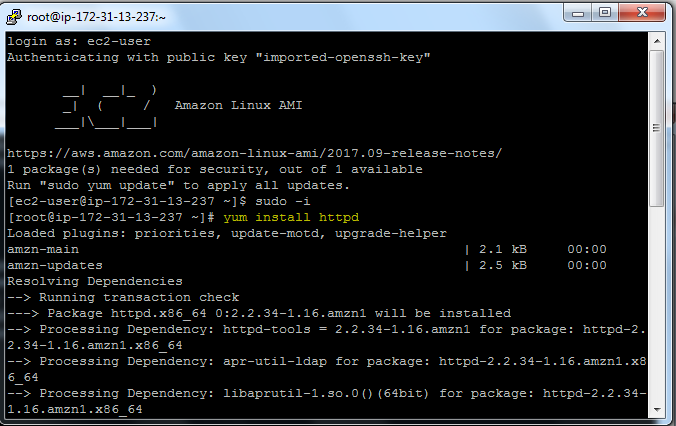 root@ip-172-31-13-237:~
login as: ec2-user
Authenticating with public key "imported-openssh-key"
__|  __|_  )
_|  (     /   Amazon Linux AMI
___|\___|___|
https://aws.amazon.com/amazon-linux-ami/2017.09-release-notes/
1 package(s) needed for security, out of 1 available
Run "sudo yum update" to apply all updates.
[ec2-user@ip-172-31-13-237 ~]$ sudo -i
[root@ip-172-31-13-237 ~]# yum install httpd
Loaded plugins: priorities, update-motd, upgrade-helper
amzn-main | 2.1 kB 00:00
amzn-updates | 2.5 kB 00:00
Resolving Dependencies
--> Running transaction check
---> Package httpd.x86_64 0:2.2.34-1.16.amzn1 will be installed
--> Processing Dependency: httpd-tools = 2.2.34-1.16.amzn1 for package: httpd-2.
2.34-1.16.amzn1.x86_64
--> Processing Dependency: apr-util-ldap for package: httpd-2.2.34-1.16.amzn1.x8
6_64
--> Processing Dependency: libaprutil-1.so.0()(64bit) for package: httpd-2.2.34-
1.16.amzn1.x86_64